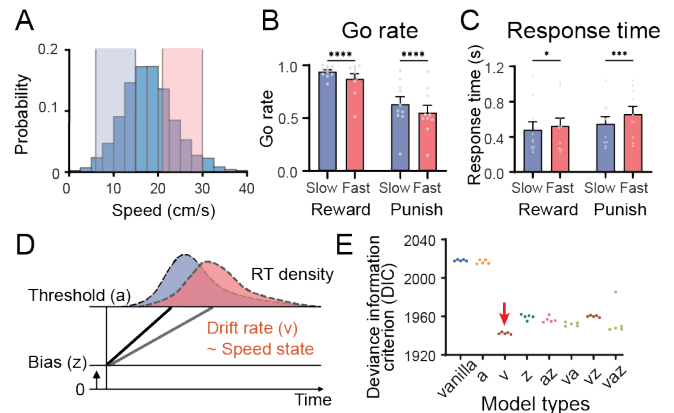 A
0.2
0.1
0
Probability
0 10 20 30 40
Speed (cm/s)
B
Go rate
****
****
1.0
0.5
0.0
Go rate
Slow Fast Slow Fast
Reward Punish
C
Response time
*
***
1.2
0.8
0.4
0.0
Response time (s)
Slow Fast Slow Fast
Reward Punish
D
RT density
Threshold (a)
Drift rate (v)
~ Speed state
Bias (z)
0
Time
E
2040
2000
1960
1920
Deviance information
criterion (DIC)
vanilla a v z az va vz vaz
Model types